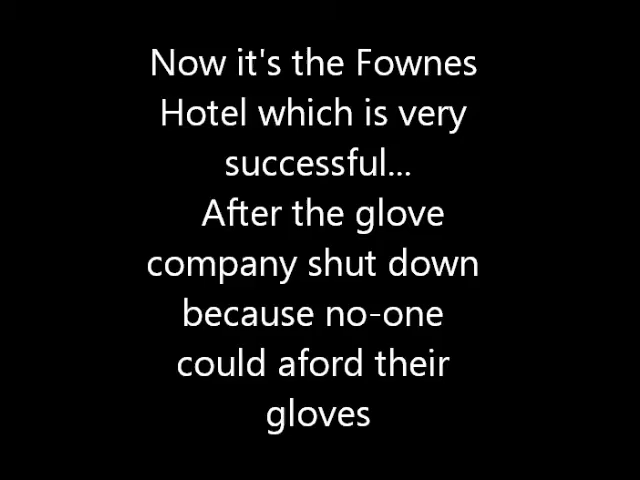 Now it's the Fownes
Hotel which is very
successful...
After the glove
company shut down
because no-one
could aford their
gloves